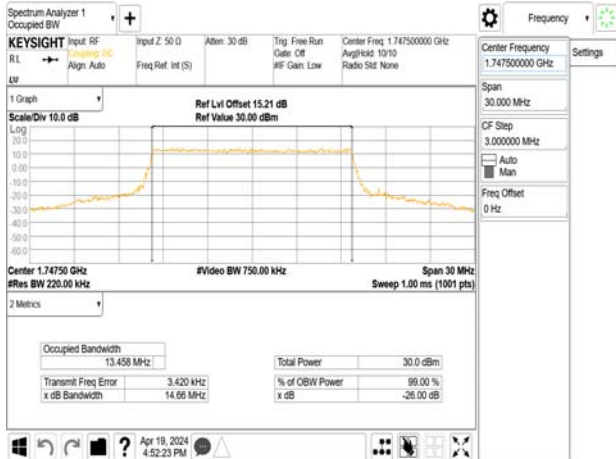 Spectrum Analyzer 1
Occupied BW
+
Frequency
KEYSIGHT
Input: RF
Coupling: DC
Align: Auto
Input Z: 50 Ω
Freq Ref: Int (S)
Atten: 30 dB
Trig: Free Run
Gate: Off
#IF Gain: Low
Center Freq: 1.747500000 GHz
Avg|Hold: 10/10
Radio Std: None
RL
Center Frequency
1.747500000 GHz
Settings
Span
30.000 MHz
CF Step
3.000000 MHz
Auto
Man
Freq Offset
0 Hz
1 Graph
Scale/Div 10.0 dB
Ref Lvl Offset 15.21 dB
Ref Value 30.00 dBm
Log
20.0
10.0
0.00
-10.0
-20.0
-30.0
-40.0
-50.0
-60.0
Center 1.74750 GHz
#Video BW 750.00 kHz
Span 30 MHz
#Res BW 220.00 kHz
Sweep 1.00 ms (1001 pts)
2 Metrics
Occupied Bandwidth
13.458 MHz
Total Power 30.0 dBm
Transmit Freq Error 3.420 kHz
% of OBW Power 99.00 %
x dB Bandwidth 14.66 MHz
x dB -26.00 dB
?
Apr 19, 2024
4:52:23 PM